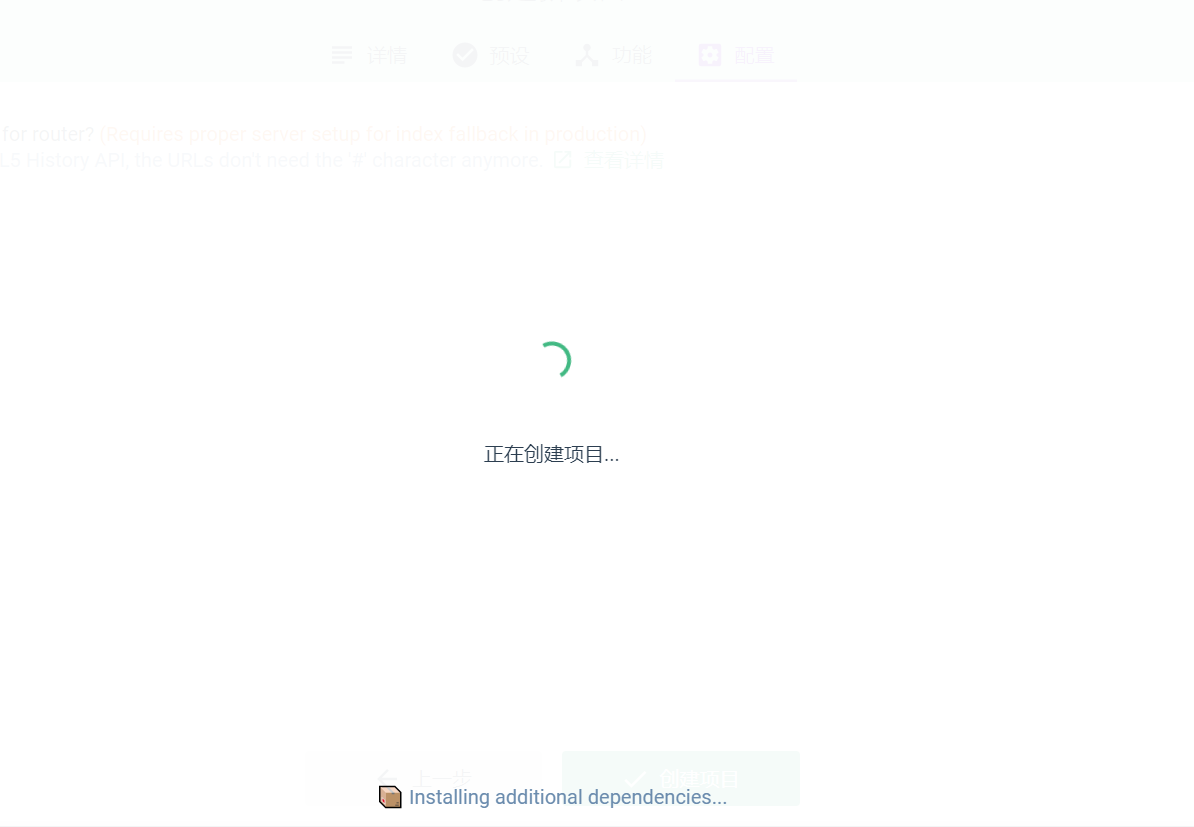 详情 预设 功能 配置
for router? (Requires proper server setup for index fallback in production)
L5 History API, the URLs don't need the '#' character anymore. 查看详情
正在创建项目...
上一步 创建项目
Installing additional dependencies...